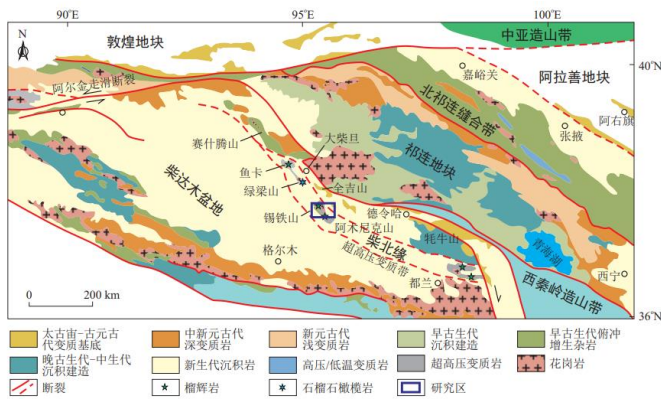 90°E
95°E
100°E
N
敦煌地块
中亚造山带
40°N
阿尔金走滑断裂
嘉峪关
阿拉善地块
北祁连缝合带
阿右旗
张掖
赛什腾山
大柴旦
祁连地块
鱼卡
柴达木盆地
绿梁山
全吉山
锡铁山
德令哈
阿木尼克山
柴北缘
牦牛山
青海湖
超高压变质带
格尔木
西宁
都兰
西秦岭造山带
0 200 km
36°N
太古宙-古元古
代变质基底
中新元古代
深变质岩
新元古代
浅变质岩
早古生代
沉积建造
早古生代俯冲
增生杂岩
晚古生代-中生代
沉积建造
新生代沉积岩
高压/低温变质岩
超高压变质岩
花岗岩
断裂
榴辉岩
石榴石橄榄岩
研究区